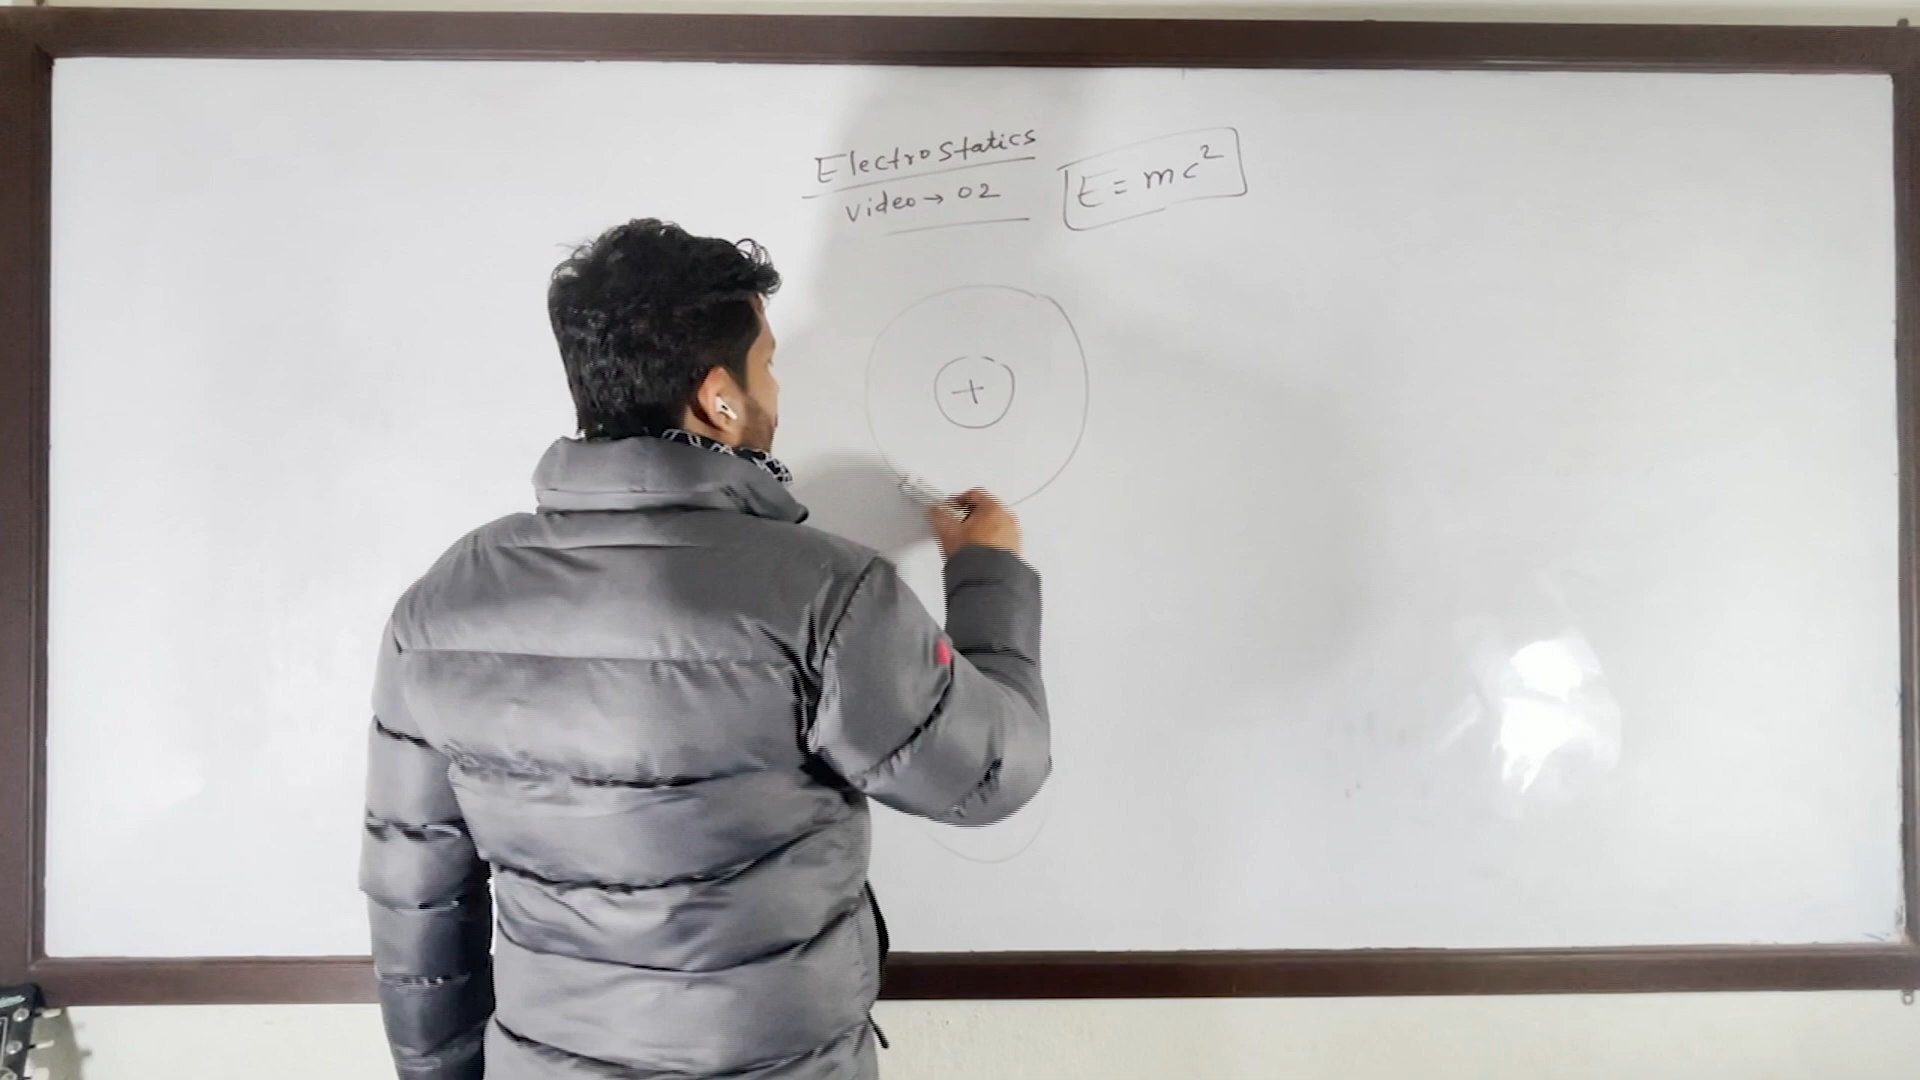 Electrostatics
Video → 02
E = mc²
+